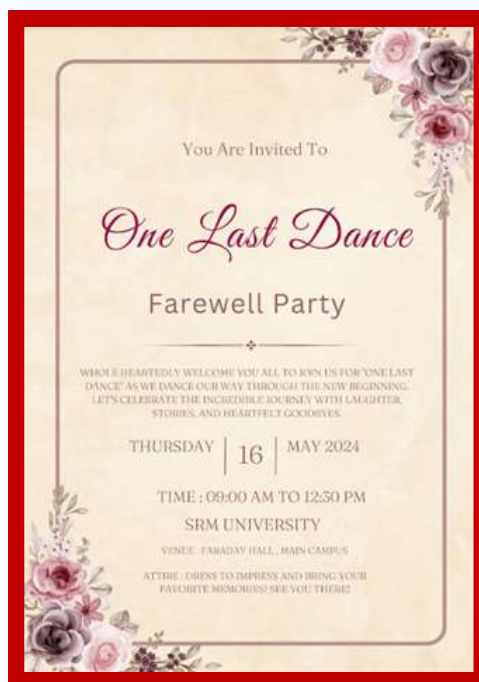 You Are Invited To
One Last Dance
Farewell Party
WHOLE HEARTEDLY WELCOME YOU ALL TO JOIN US FOR "ONE LAST
DANCE" AS WE DANCE OUR WAY THROUGH THE NEW BEGINNING.
LET'S CELEBRATE THE INCREDIBLE JOURNEY WITH LAUGHTER,
STORIES, AND HEARTFELT GOODBYES.
THURSDAY 16 MAY 2024
TIME : 09:00 AM TO 12:30 PM
SRM UNIVERSITY
VENUE : FARADAY HALL , MAIN CAMPUS
ATTIRE : DRESS TO IMPRESS AND BRING YOUR
FAVORITE MEMORIES! SEE YOU THERE!